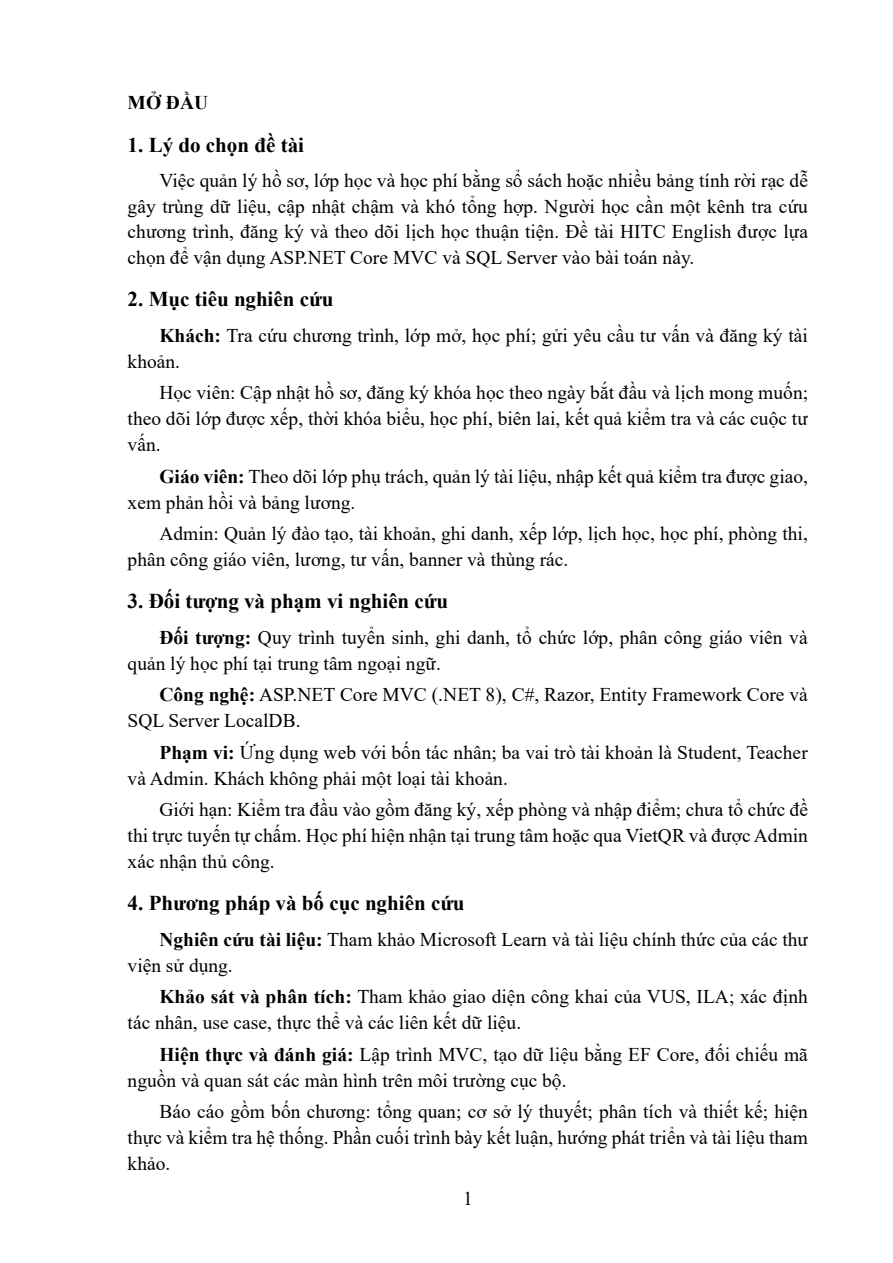 MỞ ĐẦU
1. Lý do chọn đề tài
Việc quản lý hồ sơ, lớp học và học phí bằng sổ sách hoặc nhiều bảng tính rời rạc dễ
gây trùng dữ liệu, cập nhật chậm và khó tổng hợp. Người học cần một kênh tra cứu
chương trình, đăng ký và theo dõi lịch học thuận tiện. Đề tài HITC English được lựa
chọn để vận dụng ASP.NET Core MVC và SQL Server vào bài toán này.
2. Mục tiêu nghiên cứu
Khách: Tra cứu chương trình, lớp mở, học phí; gửi yêu cầu tư vấn và đăng ký tài
khoản.
Học viên: Cập nhật hồ sơ, đăng ký khóa học theo ngày bắt đầu và lịch mong muốn;
theo dõi lớp được xếp, thời khóa biểu, học phí, biên lai, kết quả kiểm tra và các cuộc tư
vấn.
Giáo viên: Theo dõi lớp phụ trách, quản lý tài liệu, nhập kết quả kiểm tra được giao,
xem phản hồi và bảng lương.
Admin: Quản lý đào tạo, tài khoản, ghi danh, xếp lớp, lịch học, học phí, phòng thi,
phân công giáo viên, lương, tư vấn, banner và thùng rác.
3. Đối tượng và phạm vi nghiên cứu
Đối tượng: Quy trình tuyển sinh, ghi danh, tổ chức lớp, phân công giáo viên và
quản lý học phí tại trung tâm ngoại ngữ.
Công nghệ: ASP.NET Core MVC (.NET 8), C#, Razor, Entity Framework Core và
SQL Server LocalDB.
Phạm vi: Ứng dụng web với bốn tác nhân; ba vai trò tài khoản là Student, Teacher
và Admin. Khách không phải một loại tài khoản.
Giới hạn: Kiểm tra đầu vào gồm đăng ký, xếp phòng và nhập điểm; chưa tổ chức đề
thi trực tuyến tự chấm. Học phí hiện nhận tại trung tâm hoặc qua VietQR và được Admin
xác nhận thủ công.
4. Phương pháp và bố cục nghiên cứu
Nghiên cứu tài liệu: Tham khảo Microsoft Learn và tài liệu chính thức của các thư
viện sử dụng.
Khảo sát và phân tích: Tham khảo giao diện công khai của VUS, ILA; xác định
tác nhân, use case, thực thể và các liên kết dữ liệu.
Hiện thực và đánh giá: Lập trình MVC, tạo dữ liệu bằng EF Core, đối chiếu mã
nguồn và quan sát các màn hình trên môi trường cục bộ.
Báo cáo gồm bốn chương: tổng quan; cơ sở lý thuyết; phân tích và thiết kế; hiện
thực và kiểm tra hệ thống. Phần cuối trình bày kết luận, hướng phát triển và tài liệu tham
khảo.
1